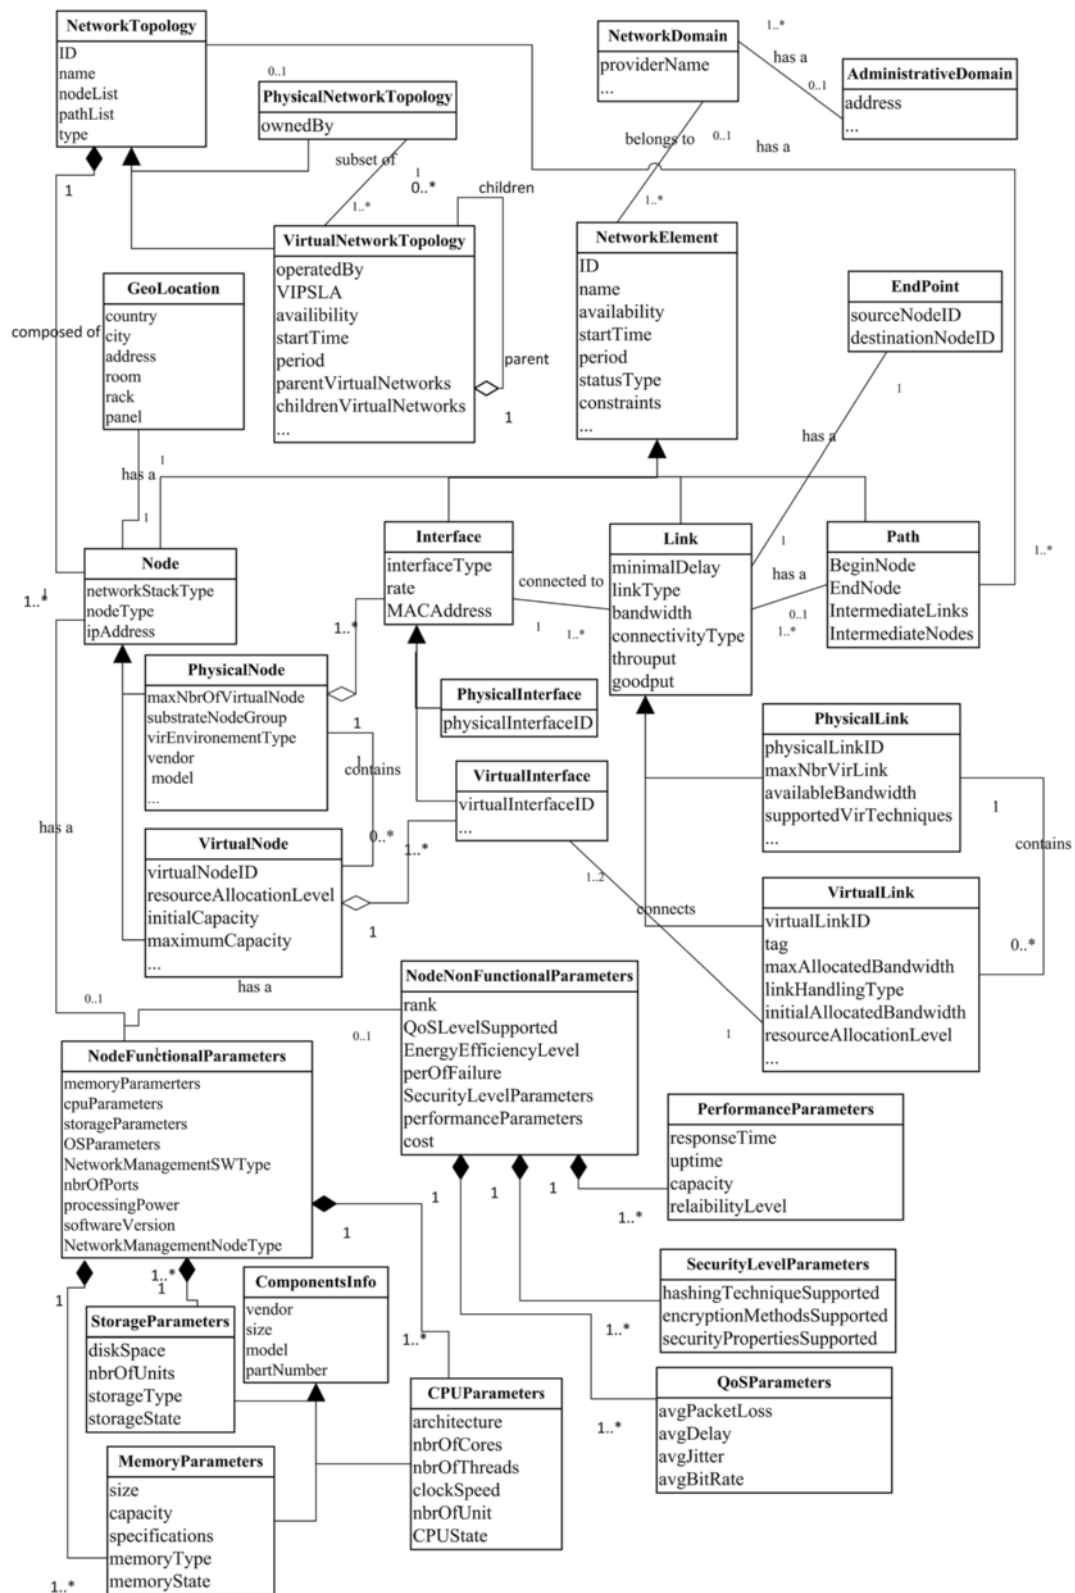 NetworkTopology
ID
name
nodeList
pathList
type
1
0..1
PhysicalNetworkTopology
ownedBy
subset of
1
0..*
children
1..*
VirtualNetworkTopology
operatedBy
VIPSLA
availibility
startTime
period
parentVirtualNetworks
childrenVirtualNetworks
...
parent
1
NetworkDomain
providerName
...
1..*
has a
0..1
AdministrativeDomain
address
...
belongs to
0..1
has a
1..*
NetworkElement
ID
name
availability
startTime
period
statusType
constraints
...
EndPoint
sourceNodeID
destinationNodeID
1
has a
1
GeoLocation
country
city
address
room
rack
panel
composed of
1
has a
1
Node
networkStackType
nodeType
ipAddress
1..*
1
Interface
interfaceType
rate
MACAddress
connected to
1
1..*
Link
minimalDelay
linkType
bandwidth
connectivityType
throuput
goodput
has a
0..1
1..*
Path
BeginNode
EndNode
IntermediateLinks
IntermediateNodes
1..*
PhysicalNode
maxNbrOfVirtualNode
substrateNodeGroup
virEnvironementType
vendor
model
...
1..*
1
1
contains
0..*
PhysicalInterface
physicalInterfaceID
VirtualInterface
virtualInterfaceID
...
1..*
1..2
connects
1
PhysicalLink
physicalLinkID
maxNbrVirLink
availableBandwidth
supportedVirTechniques
...
1
contains
0..*
VirtualLink
virtualLinkID
tag
maxAllocatedBandwidth
linkHandlingType
initialAllocatedBandwidth
resourceAllocationLevel
...
has a
VirtualNode
virtualNodeID
resourceAllocationLevel
initialCapacity
maximumCapacity
...
1
has a
0..1
0..1
NodeNonFunctionalParameters
rank
QoSLevelSupported
EnergyEfficiencyLevel
perOfFailure
SecurityLevelParameters
performanceParameters
cost
1
1
1
NodeFunctionalParameters
1
memoryParamerters
cpuParameters
storageParameters
OSParameters
NetworkManagementSWType
nbrOfPorts
processingPower
softwareVersion
NetworkManagementNodeType
1
1
1..*
1
PerformanceParameters
responseTime
uptime
capacity
relaibilityLevel
1..*
SecurityLevelParameters
hashingTechniqueSupported
encryptionMethodsSupported
securityPropertiesSupported
1..*
QoSParameters
avgPacketLoss
avgDelay
avgJitter
avgBitRate
1..*
ComponentsInfo
vendor
size
model
partNumber
StorageParameters
diskSpace
nbrOfUnits
storageType
storageState
1..*
CPUParameters
architecture
nbrOfCores
nbrOfThreads
clockSpeed
nbrOfUnit
CPUState
MemoryParameters
size
capacity
specifications
memoryType
memoryState
1..*